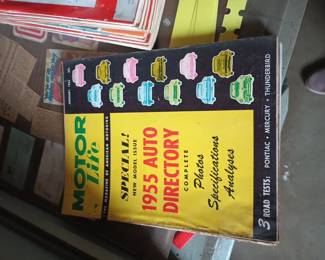 MOTOR
Life
THE MAGAZINE OF AMERICAN MOTORING
SPECIAL!
NEW MODEL ISSUE
1955 AUTO
DIRECTORY
COMPLETE
Photos
Specifications
Analyses
3 ROAD TESTS: PONTIAC • MERCURY • THUNDERBIRD